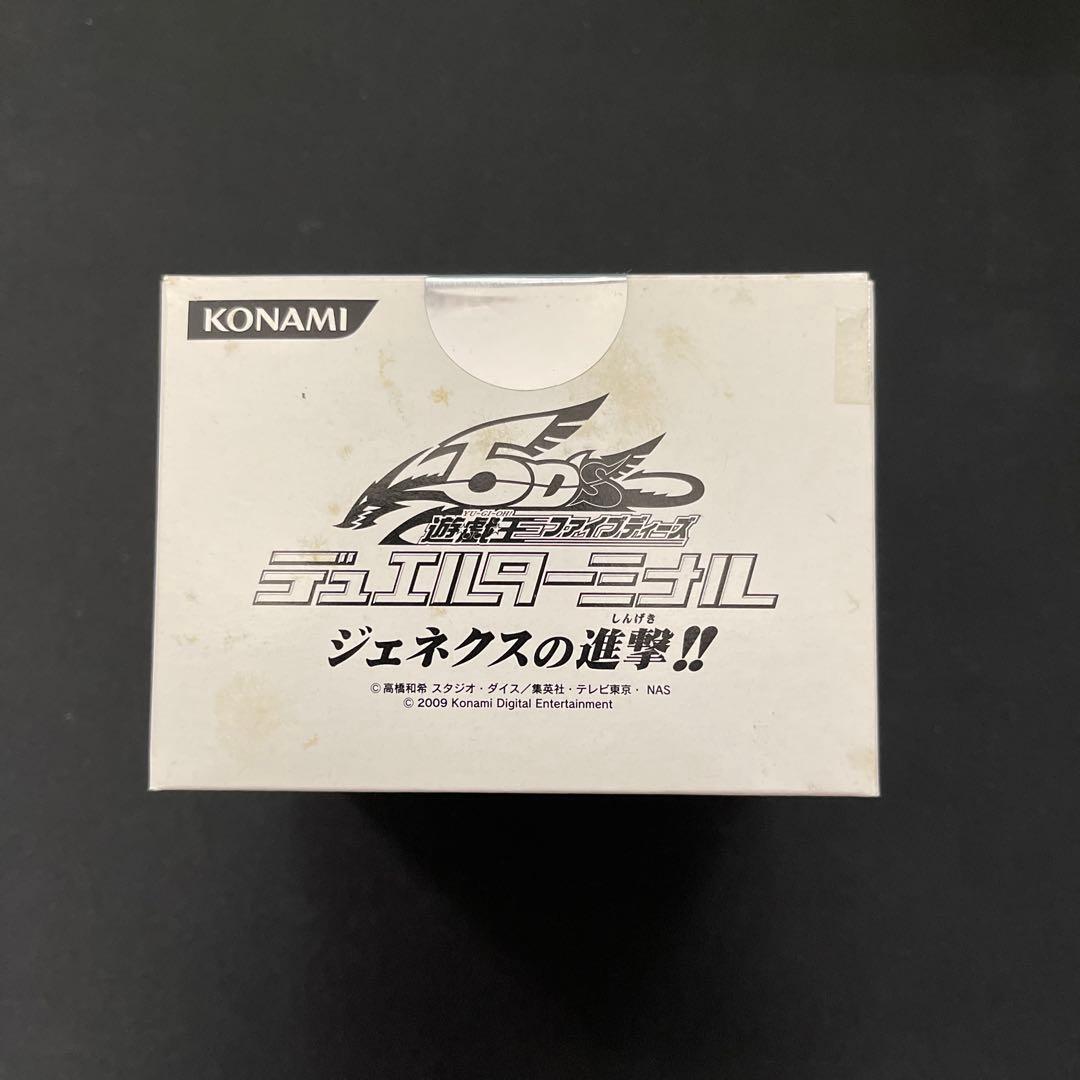 KONAMI
5D's
YU-GI-OH!
遊戯王ファイブディーズ
デュエルターミナル
しんげき
ジェネクスの進撃!!
© 高橋和希 スタジオ・ダイス/集英社・テレビ東京・ NAS
© 2009 Konami Digital Entertainment